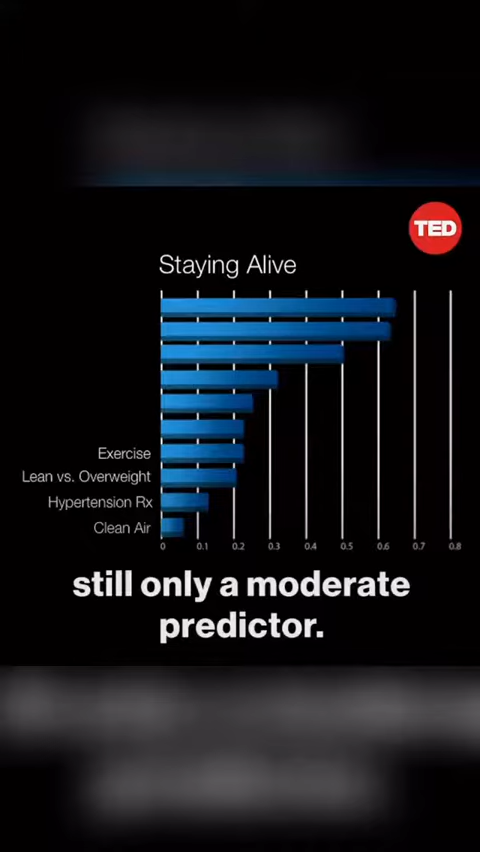 TED
Staying Alive
Exercise
Lean vs. Overweight
Hypertension Rx
Clean Air
0 0.1 0.2 0.3 0.4 0.5 0.6 0.7 0.8
still only a moderate
predictor.